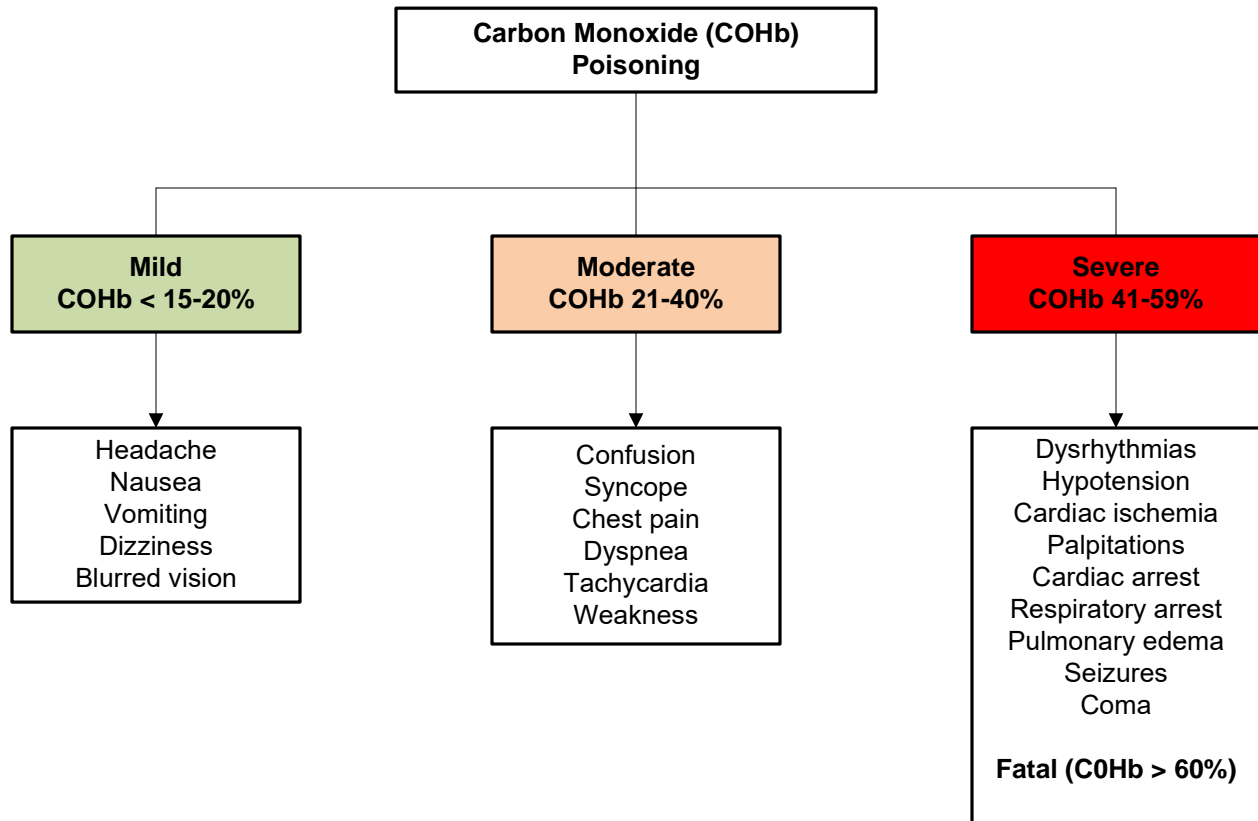 Carbon Monoxide (COHb)
Poisoning
Mild
COHb < 15-20%
Moderate
COHb 21-40%
Severe
COHb 41-59%
Headache
Nausea
Vomiting
Dizziness
Blurred vision
Confusion
Syncope
Chest pain
Dyspnea
Tachycardia
Weakness
Dysrhythmias
Hypotension
Cardiac ischemia
Palpitations
Cardiac arrest
Respiratory arrest
Pulmonary edema
Seizures
Coma
Fatal (C0Hb > 60%)